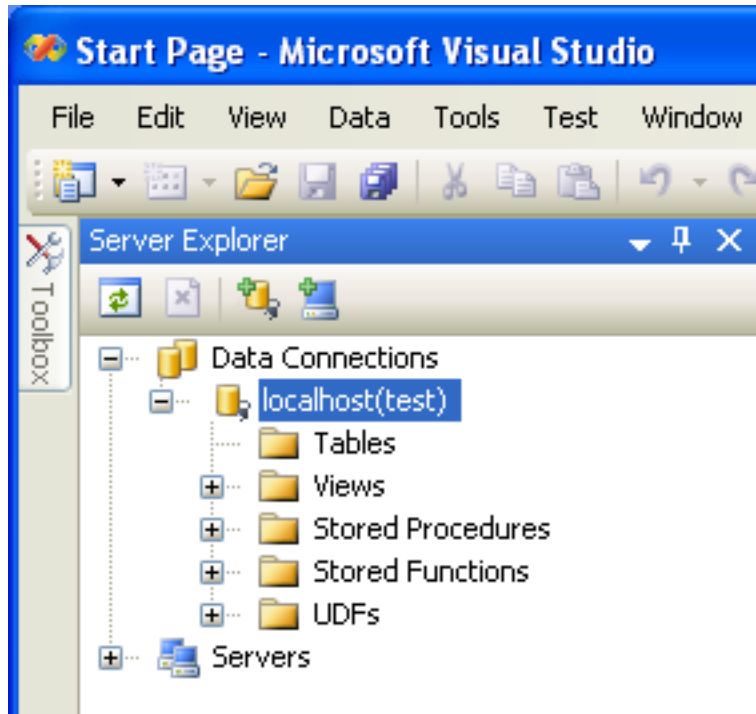 Start Page - Microsoft Visual Studio
File Edit View Data Tools Test Window
Server Explorer
Toolbox
Data Connections
localhost(test)
Tables
Views
Stored Procedures
Stored Functions
UDFs
Servers